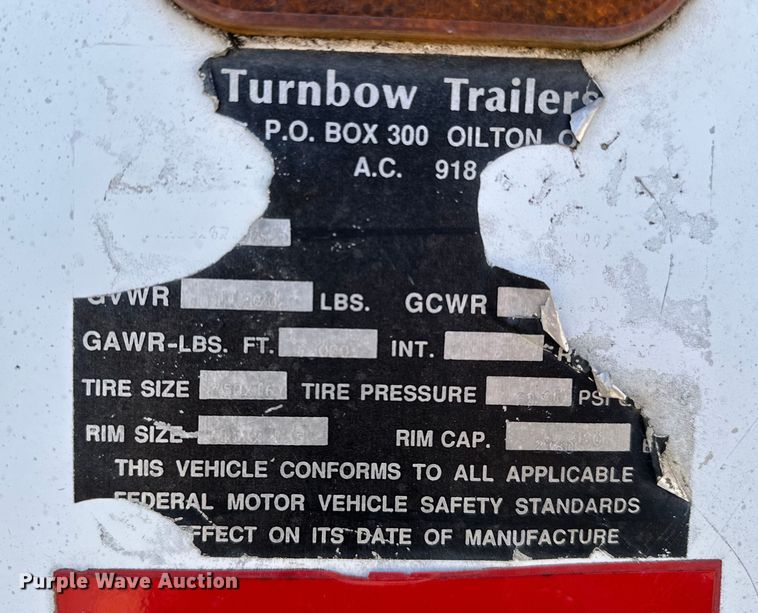 Turnbow Trailers
P.O. BOX 300 OILTON
A.C. 918
GVWR LBS. GCWR
GAWR-LBS. FT. INT.
TIRE SIZE TIRE PRESSURE PSI
RIM SIZE RIM CAP.
THIS VEHICLE CONFORMS TO ALL APPLICABLE
FEDERAL MOTOR VEHICLE SAFETY STANDARDS
EFFECT ON ITS DATE OF MANUFACTURE
Purple Wave Auction